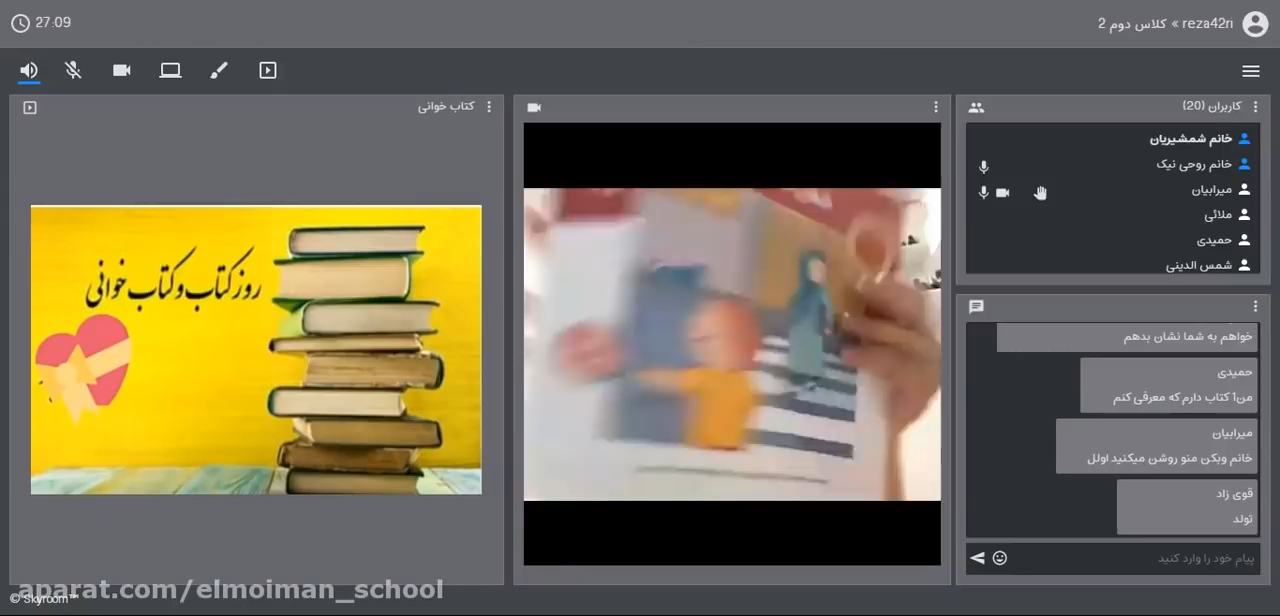 27:09
reza42ri » کلاس دوم 2
کتاب خوانی
روز کتاب و کتاب خوانی
کاربران (20)
خانم شمشیریان
خانم روحی نیک
میرابیان
ملائی
حمیدی
شمس الدینی
خواهم به شما نشان بدهم
حمیدی
من1 کتاب دارم که معرفی کنم
میرابیان
خانم وبکن منو روشن میکنید اولل
قوی زاد
تولد
پیام خود را وارد کنید
aparat.com/elmoiman_school
© Skyroom™